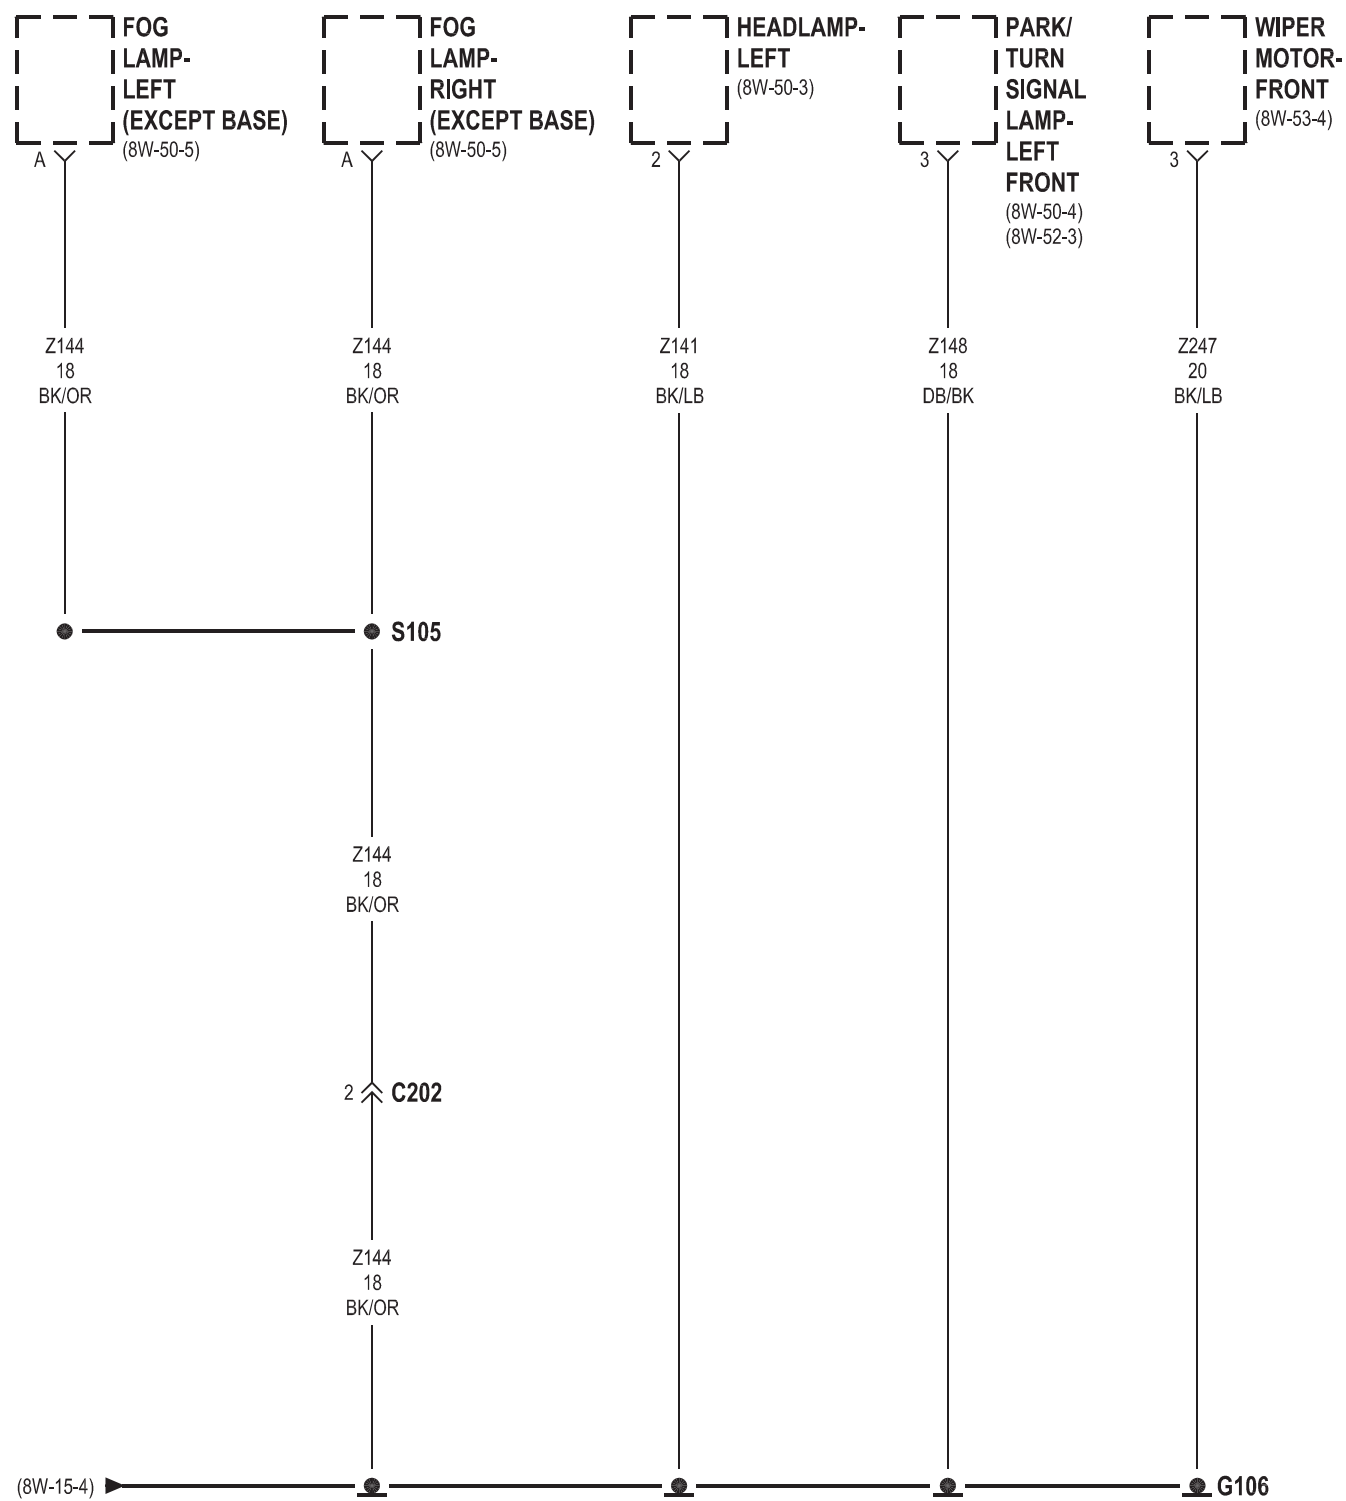 FOG
LAMP-
LEFT
(EXCEPT BASE)
(8W-50-5)
A
FOG
LAMP-
RIGHT
(EXCEPT BASE)
(8W-50-5)
A
HEADLAMP-
LEFT
(8W-50-3)
2
PARK/
TURN
SIGNAL
LAMP-
LEFT
FRONT
(8W-50-4)
(8W-52-3)
3
WIPER
MOTOR-
FRONT
(8W-53-4)
3
Z144
18
BK/OR
Z144
18
BK/OR
Z141
18
BK/LB
Z148
18
DB/BK
Z247
20
BK/LB
S105
Z144
18
BK/OR
2
C202
Z144
18
BK/OR
(8W-15-4)
G106